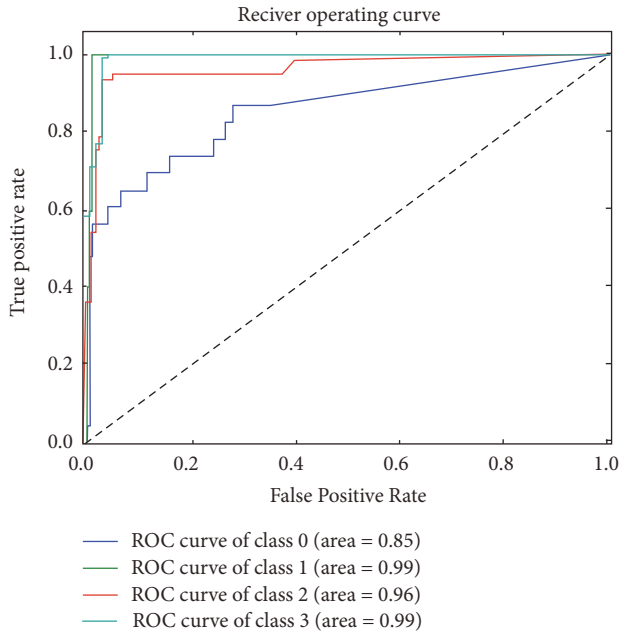 Reciver operating curve
True positive rate
1.0
0.8
0.6
0.4
0.2
0.0
0.0 0.2 0.4 0.6 0.8 1.0
False Positive Rate
ROC curve of class 0 (area = 0.85)
ROC curve of class 1 (area = 0.99)
ROC curve of class 2 (area = 0.96)
ROC curve of class 3 (area = 0.99)